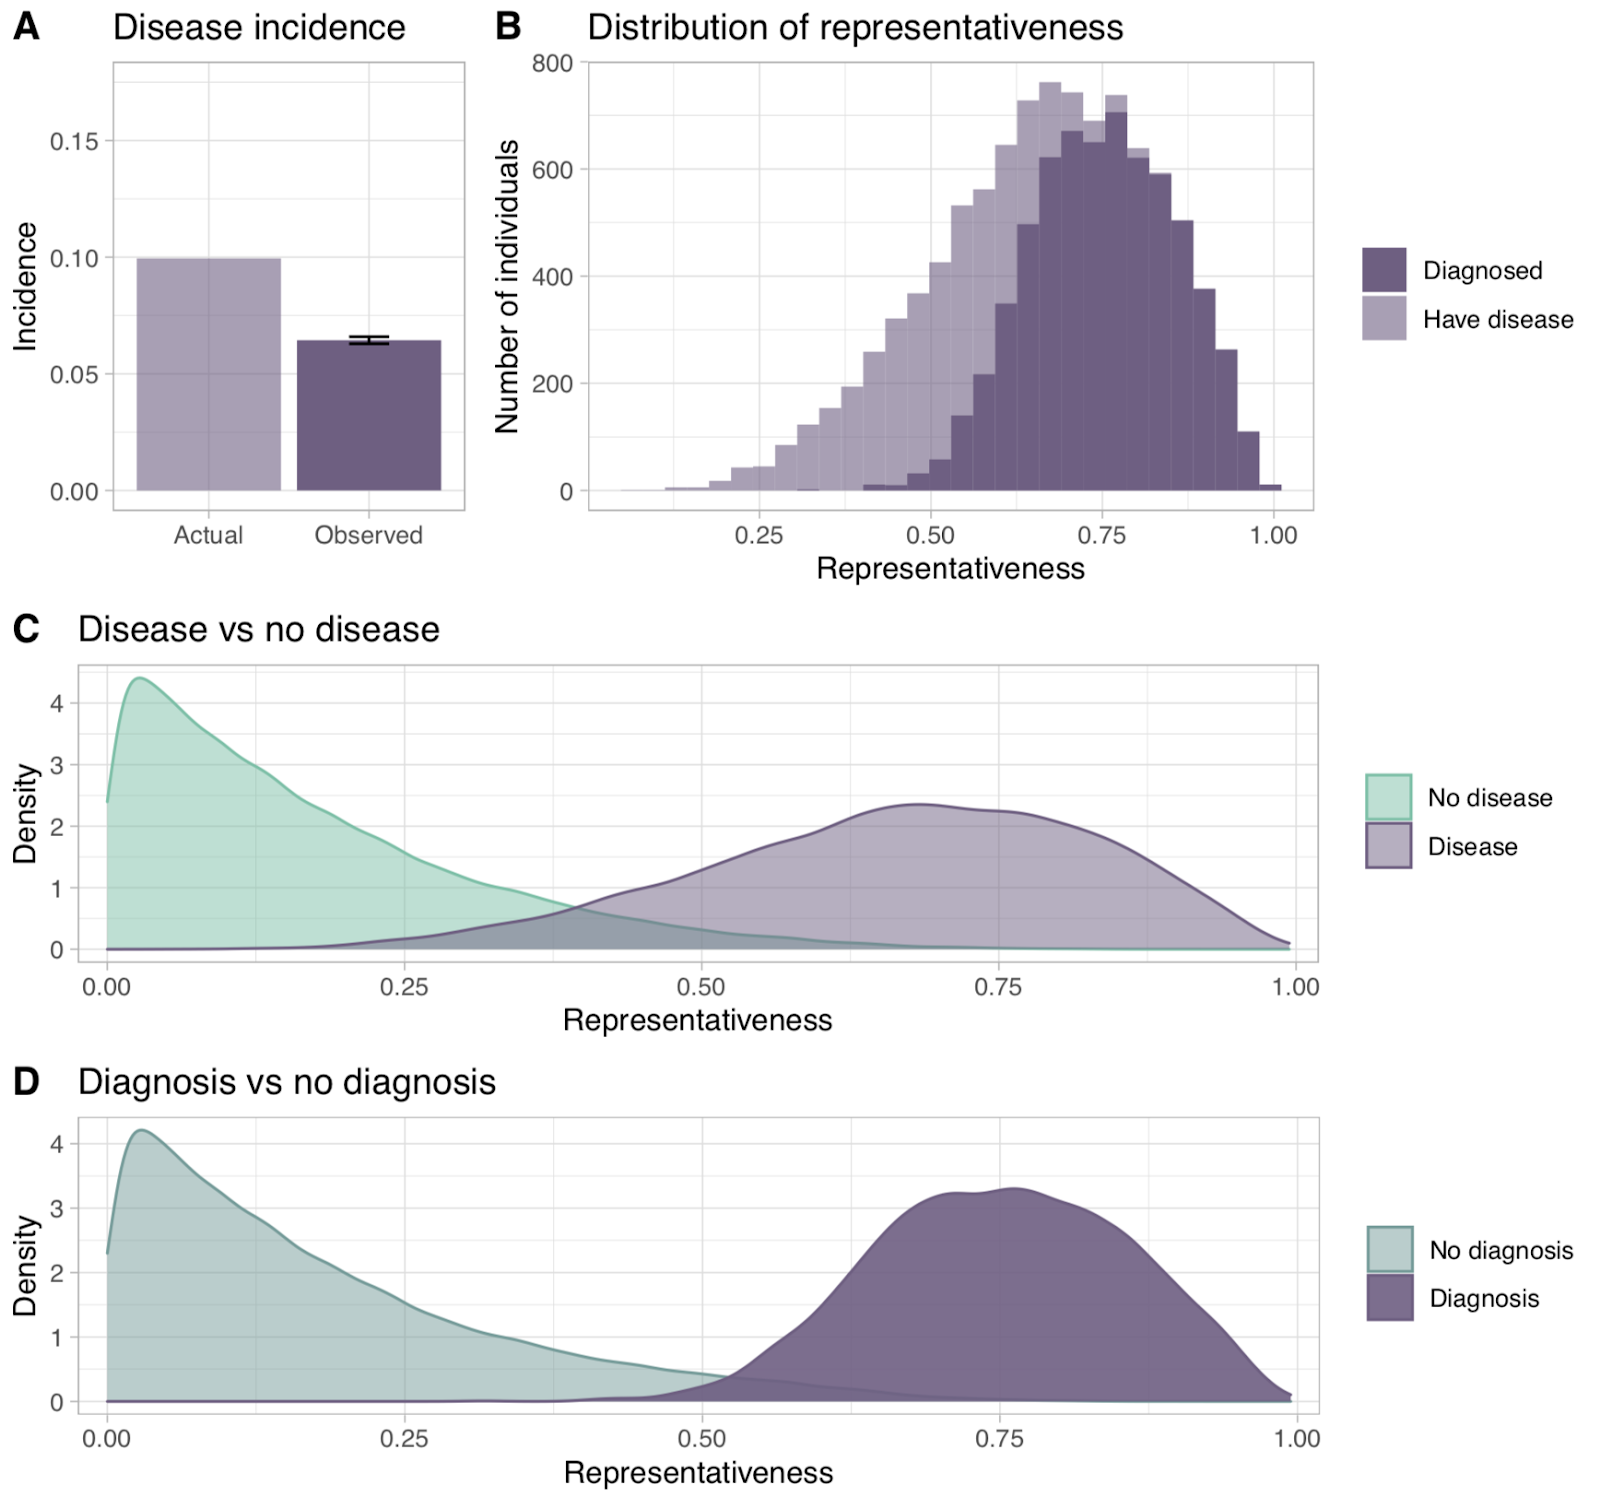 A Disease incidence
Incidence
0.15
0.10
0.05
0.00
Actual Observed
B Distribution of representativeness
Number of individuals
800
600
400
200
0
0.25 0.50 0.75 1.00
Representativeness
Diagnosed
Have disease
C Disease vs no disease
Density
4
3
2
1
0
0.00 0.25 0.50 0.75 1.00
Representativeness
No disease
Disease
D Diagnosis vs no diagnosis
Density
4
3
2
1
0
0.00 0.25 0.50 0.75 1.00
Representativeness
No diagnosis
Diagnosis